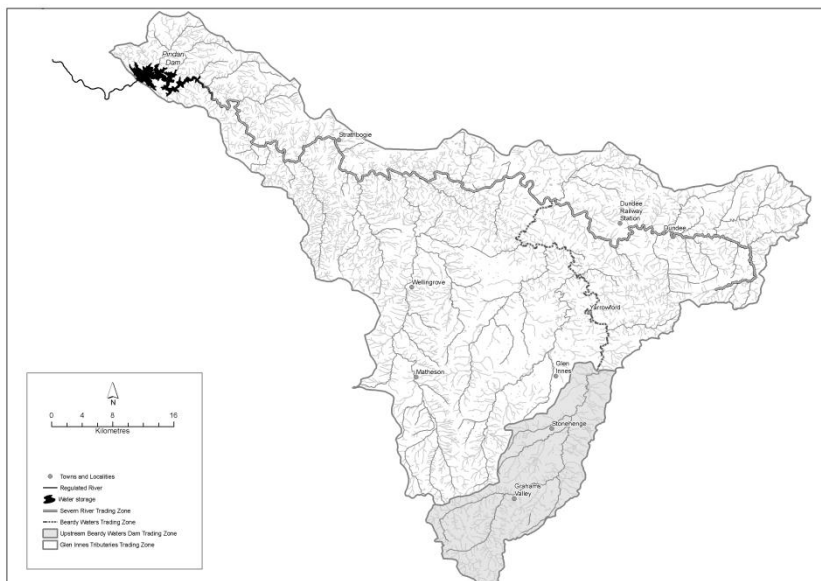 Pindari
Dam
Strathbogie
Dundee
Railway
Station
Dundee
Wellingrove
Yarrowford
Glen
Innes
Matheson
Stonehenge
Grahams
Valley
N
0 4 8 16
Kilometres
Towns and Localities
Regulated River
Water storage
Severn River Trading Zone
Beardy Waters Trading Zone
Upstream Beardy Waters Dam Trading Zone
Glen Innes Tributeries Trading Zone